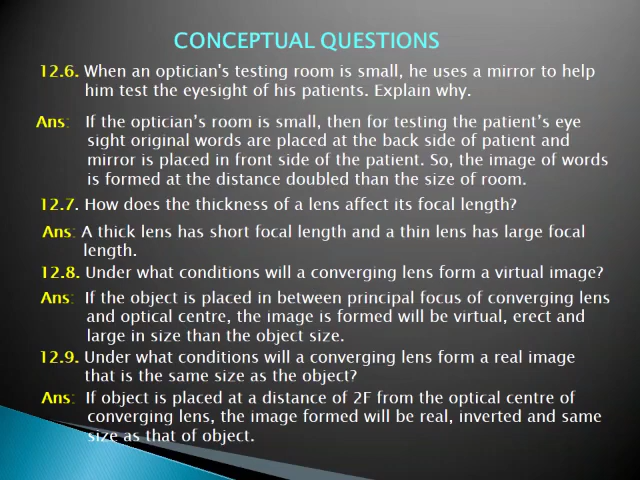 CONCEPTUAL QUESTIONS
12.6. When an optician's testing room is small, he uses a mirror to help
him test the eyesight of his patients. Explain why.
Ans: If the optician's room is small, then for testing the patient's eye
sight original words are placed at the back side of patient and
mirror is placed in front side of the patient. So, the image of words
is formed at the distance doubled than the size of room.
12.7. How does the thickness of a lens affect its focal length?
Ans: A thick lens has short focal length and a thin lens has large focal
length.
12.8. Under what conditions will a converging lens form a virtual image?
Ans: If the object is placed in between principal focus of converging lens
and optical centre, the image is formed will be virtual, erect and
large in size than the object size.
12.9. Under what conditions will a converging lens form a real image
that is the same size as the object?
Ans: If object is placed at a distance of 2F from the optical centre of
converging lens, the image formed will be real, inverted and same
size as that of object.